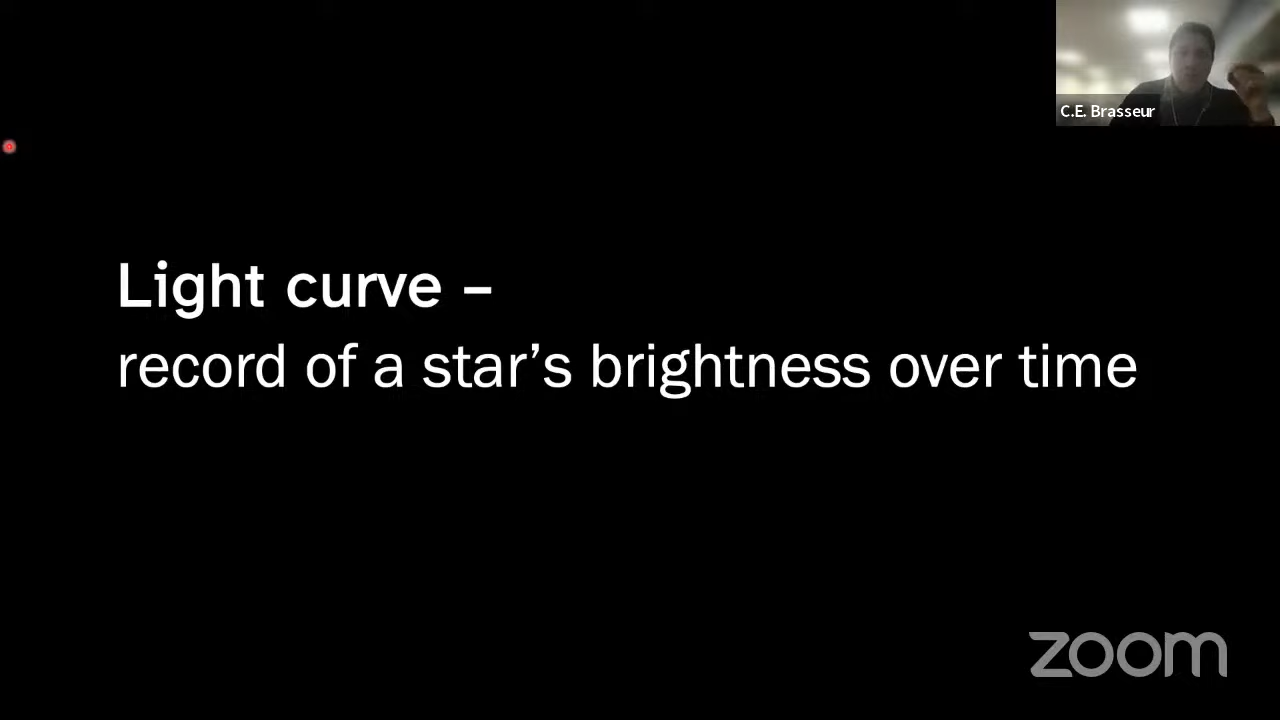 C.E. Brasseur
Light curve –
record of a star’s brightness over time
zoom